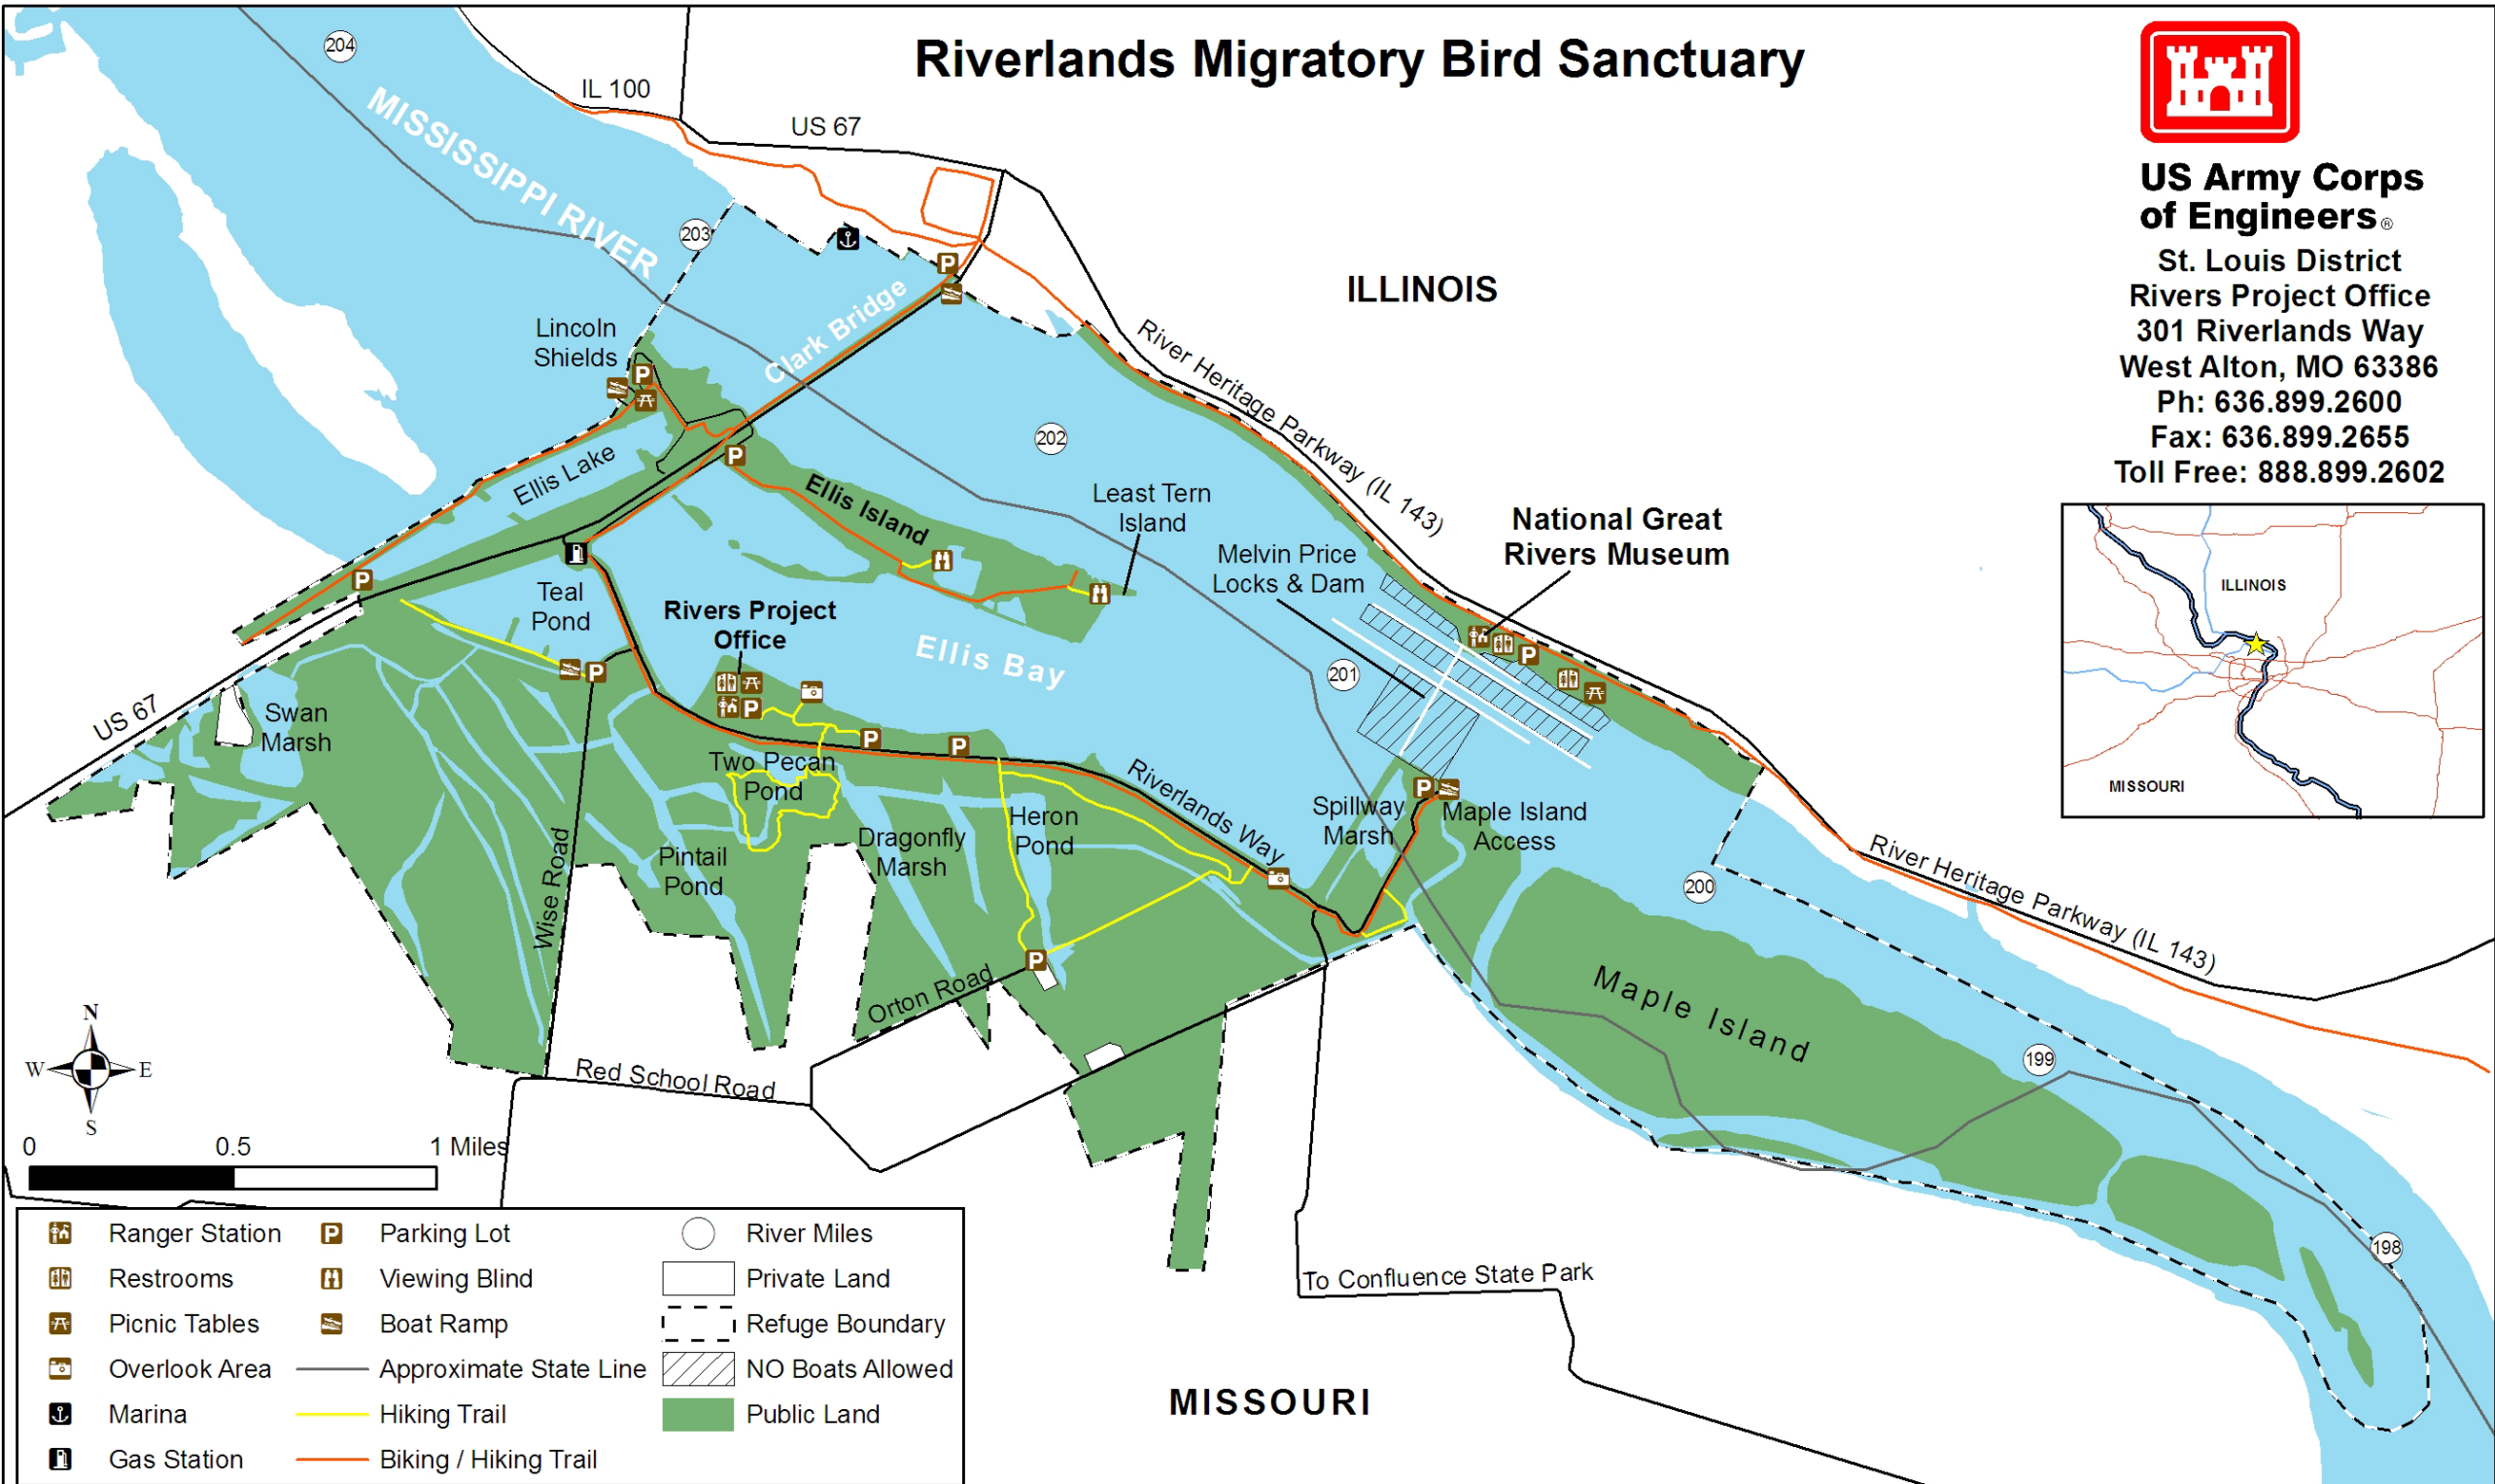 Riverlands Migratory Bird Sanctuary
204
IL 100
US 67
MISSISSIPPI RIVER
203
P
Clark Bridge
ILLINOIS
Lincoln
Shields
P
River Heritage Parkway (IL 143)
202
Ellis Lake
P
Ellis Island
Least Tern
Island
National Great
Rivers Museum
Melvin Price
Locks & Dam
P
Teal
Pond
Rivers Project
Office
Ellis Bay
P
P
P
201
US 67
Swan
Marsh
P
P
Two Pecan
Pond
Riverlands Way
P
Spillway
Marsh
Maple Island
Access
Heron
Pond
Dragonfly
Marsh
Pintail
Pond
Wise Road
200
River Heritage Parkway (IL 143)
P
Orton Road
Maple Island
199
Red School Road
198
To Confluence State Park
MISSOURI
US Army Corps
of Engineers®
St. Louis District
Rivers Project Office
301 Riverlands Way
West Alton, MO 63386
Ph: 636.899.2600
Fax: 636.899.2655
Toll Free: 888.899.2602
ILLINOIS
MISSOURI
N
W E
S
0 0.5 1 Miles
Ranger Station
Restrooms
Picnic Tables
Overlook Area
Marina
Gas Station
P Parking Lot
Viewing Blind
Boat Ramp
Approximate State Line
Hiking Trail
Biking / Hiking Trail
River Miles
Private Land
Refuge Boundary
NO Boats Allowed
Public Land